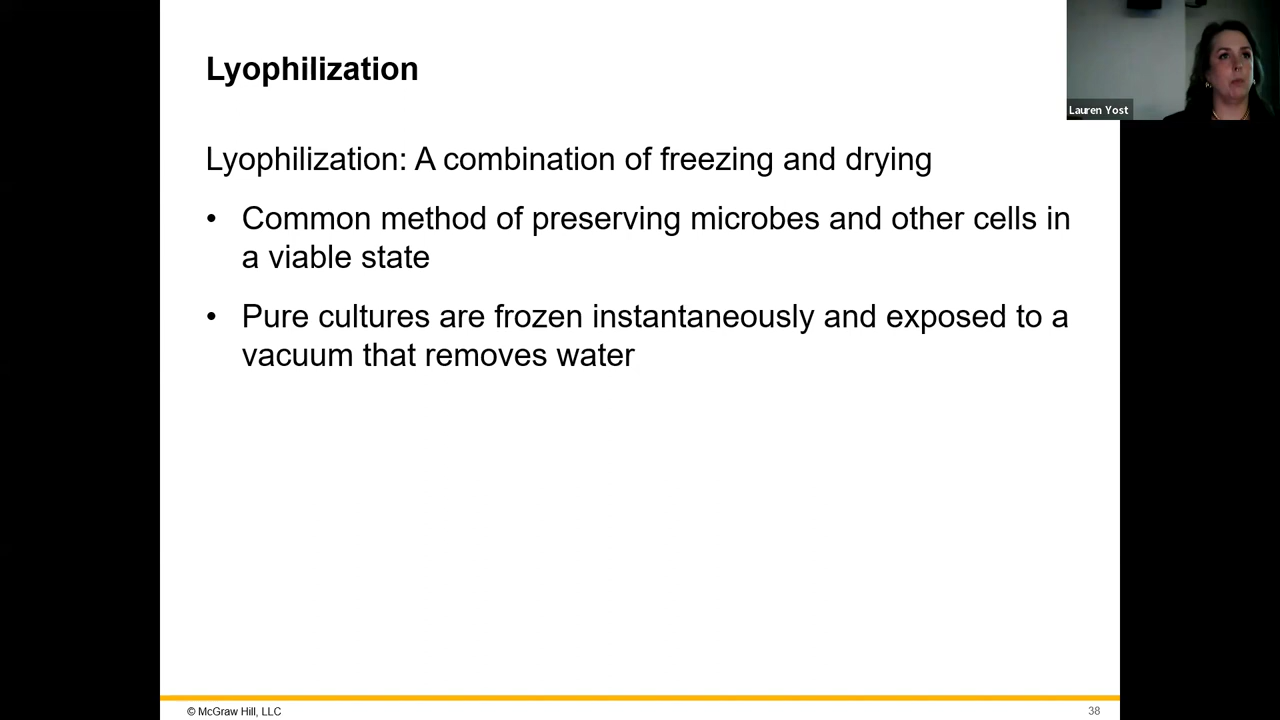 Lyophilization
Lauren Yost
Lyophilization: A combination of freezing and drying
• Common method of preserving microbes and other cells in
a viable state
• Pure cultures are frozen instantaneously and exposed to a
vacuum that removes water
© McGraw Hill, LLC
38